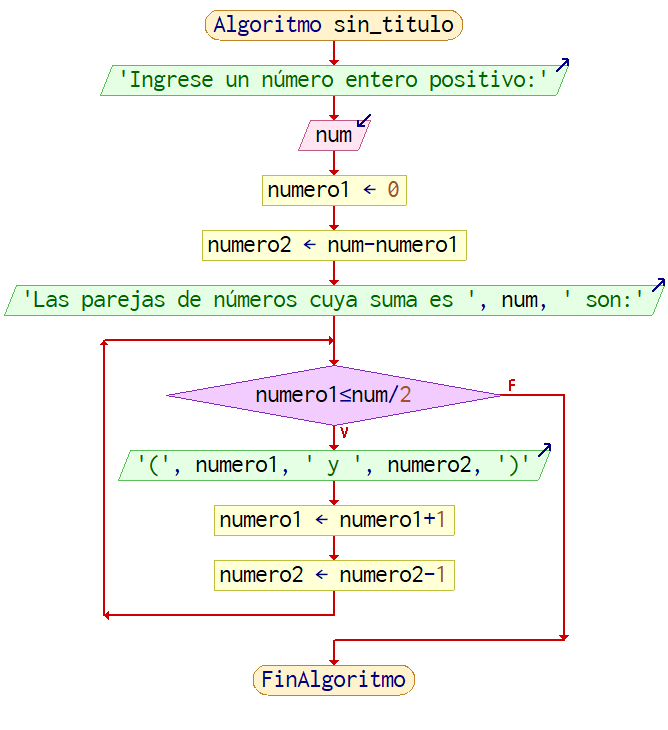 Algoritmo sin_titulo
'Ingrese un número entero positivo:'
num
numero1 ← 0
numero2 ← num-numero1
'Las parejas de números cuya suma es ', num, ' son:'
numero1≤num/2
F
V
'(', numero1, ' y ', numero2, ')'
numero1 ← numero1+1
numero2 ← numero2-1
FinAlgoritmo